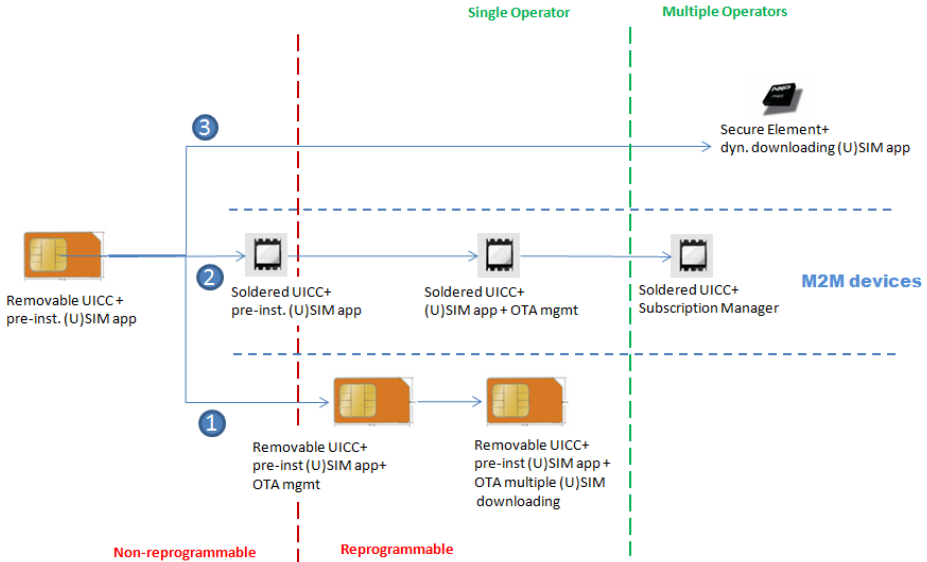 Single Operator
Multiple Operators
NXP
3
Secure Element+
dyn. downloading (U)SIM app
2
Removable UICC +
pre-inst. (U)SIM app
Soldered UICC+
pre-inst. (U)SIM app
Soldered UICC+
(U)SIM app + OTA mgmt
Soldered UICC+
Subscription Manager
M2M devices
1
Removable UICC+
pre-inst (U)SIM app+
OTA mgmt
Removable UICC+
pre-inst (U)SIM app +
OTA multiple (U)SIM
downloading
Non-reprogrammable
Reprogrammable